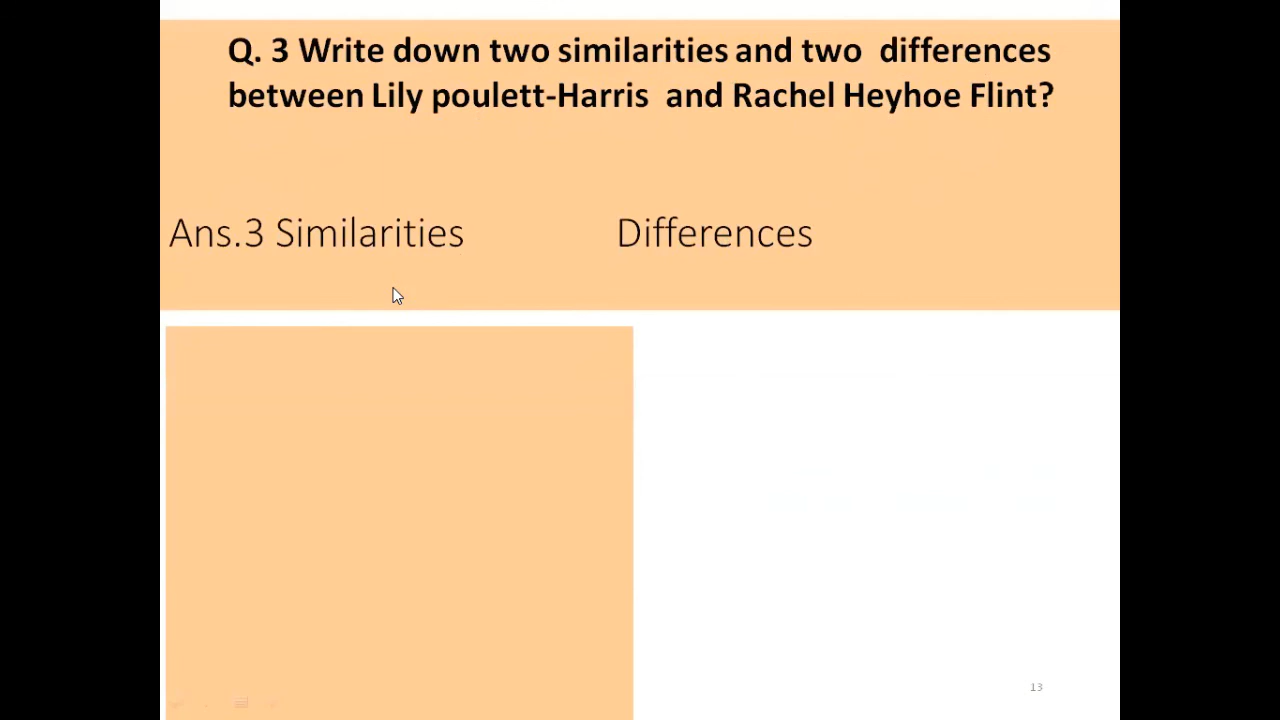 Q. 3 Write down two similarities and two differences
between Lily poulett-Harris and Rachel Heyhoe Flint?
Ans.3 Similarities Differences
13